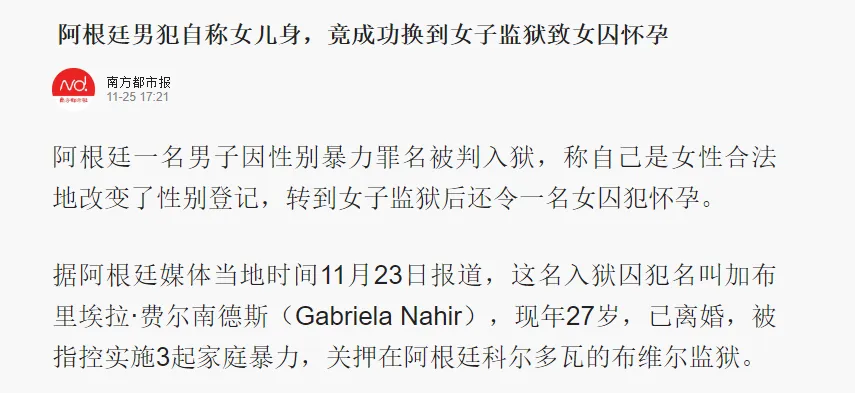 阿根廷男犯自称女儿身，竟成功换到女子监狱致女囚怀孕
Nd.
南方都市报
南方都市报
11-25 17:21
阿根廷一名男子因性别暴力罪名被判入狱，称自己是女性合法
地改变了性别登记，转到女子监狱后还令一名女囚犯怀孕。
据阿根廷媒体当地时间11月23日报道，这名入狱囚犯名叫加布
里埃拉·费尔南德斯（Gabriela Nahir），现年27岁，已离婚，被
指控实施3起家庭暴力，关押在阿根廷科尔多瓦的布维尔监狱。